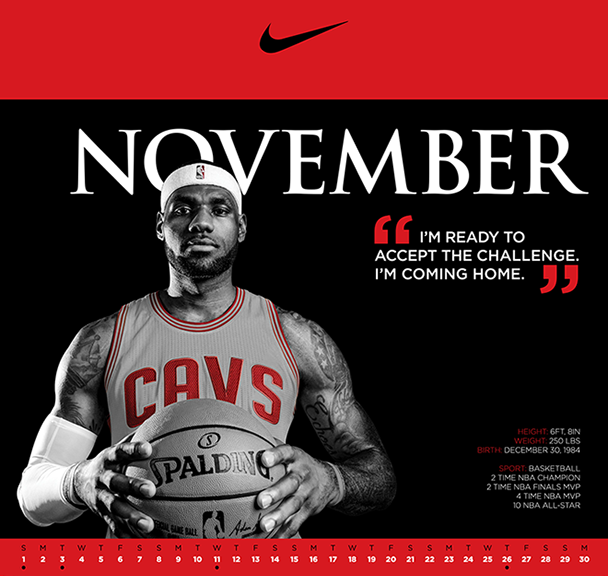 NOVEMBER
“ I’M READY TO
ACCEPT THE CHALLENGE.
I’M COMING HOME. ”
CAVS
S
SPALDING
HEIGHT: 6FT, 8IN
WEIGHT: 250 LBS
BIRTH: DECEMBER 30, 1984
SPORT: BASKETBALL
2 TIME NBA CHAMPION
2 TIME NBA FINALS MVP
4 TIME NBA MVP
10 NBA ALL-STAR
OFFICIAL GAME BALL
S M T W T F S S M T W T F S S M T W T F S S M T W T F S S M
1 2 3 4 5 6 7 8 9 10 11 12 13 14 15 16 17 18 19 20 21 22 23 24 25 26 27 28 29 30